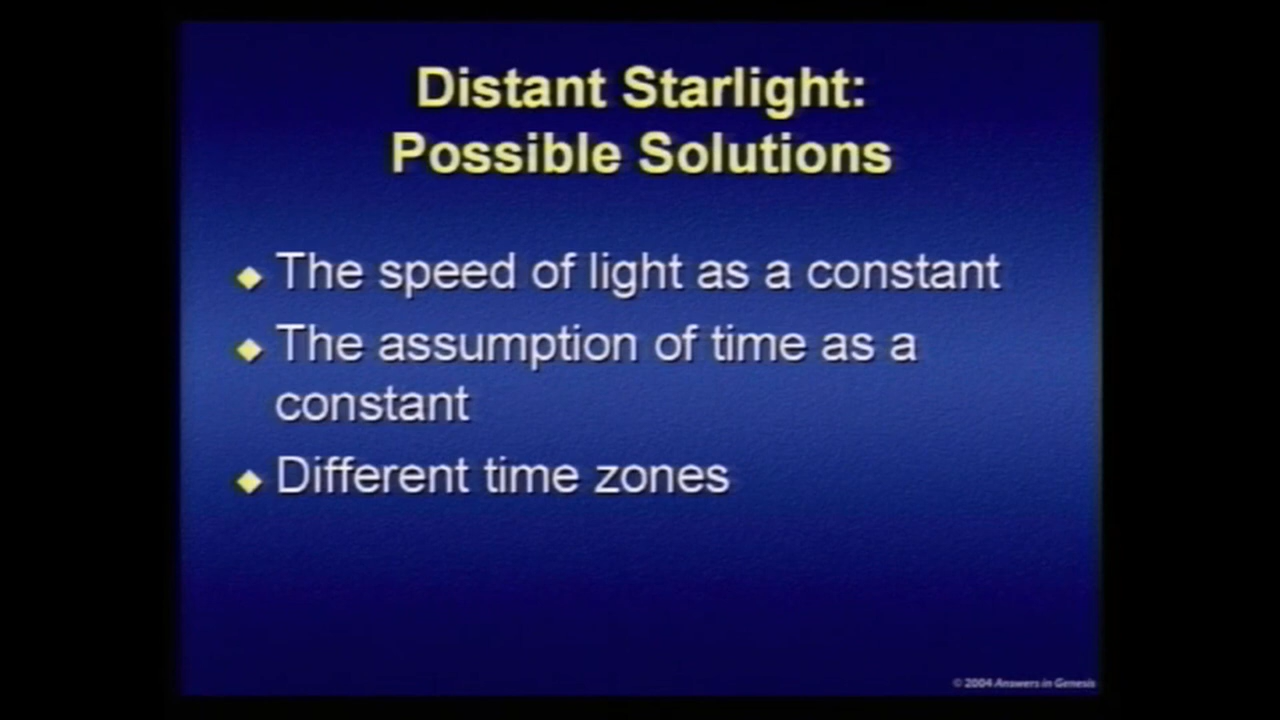 Distant Starlight:
Possible Solutions
The speed of light as a constant
The assumption of time as a
constant
Different time zones
© 2004 Answers in Genesis